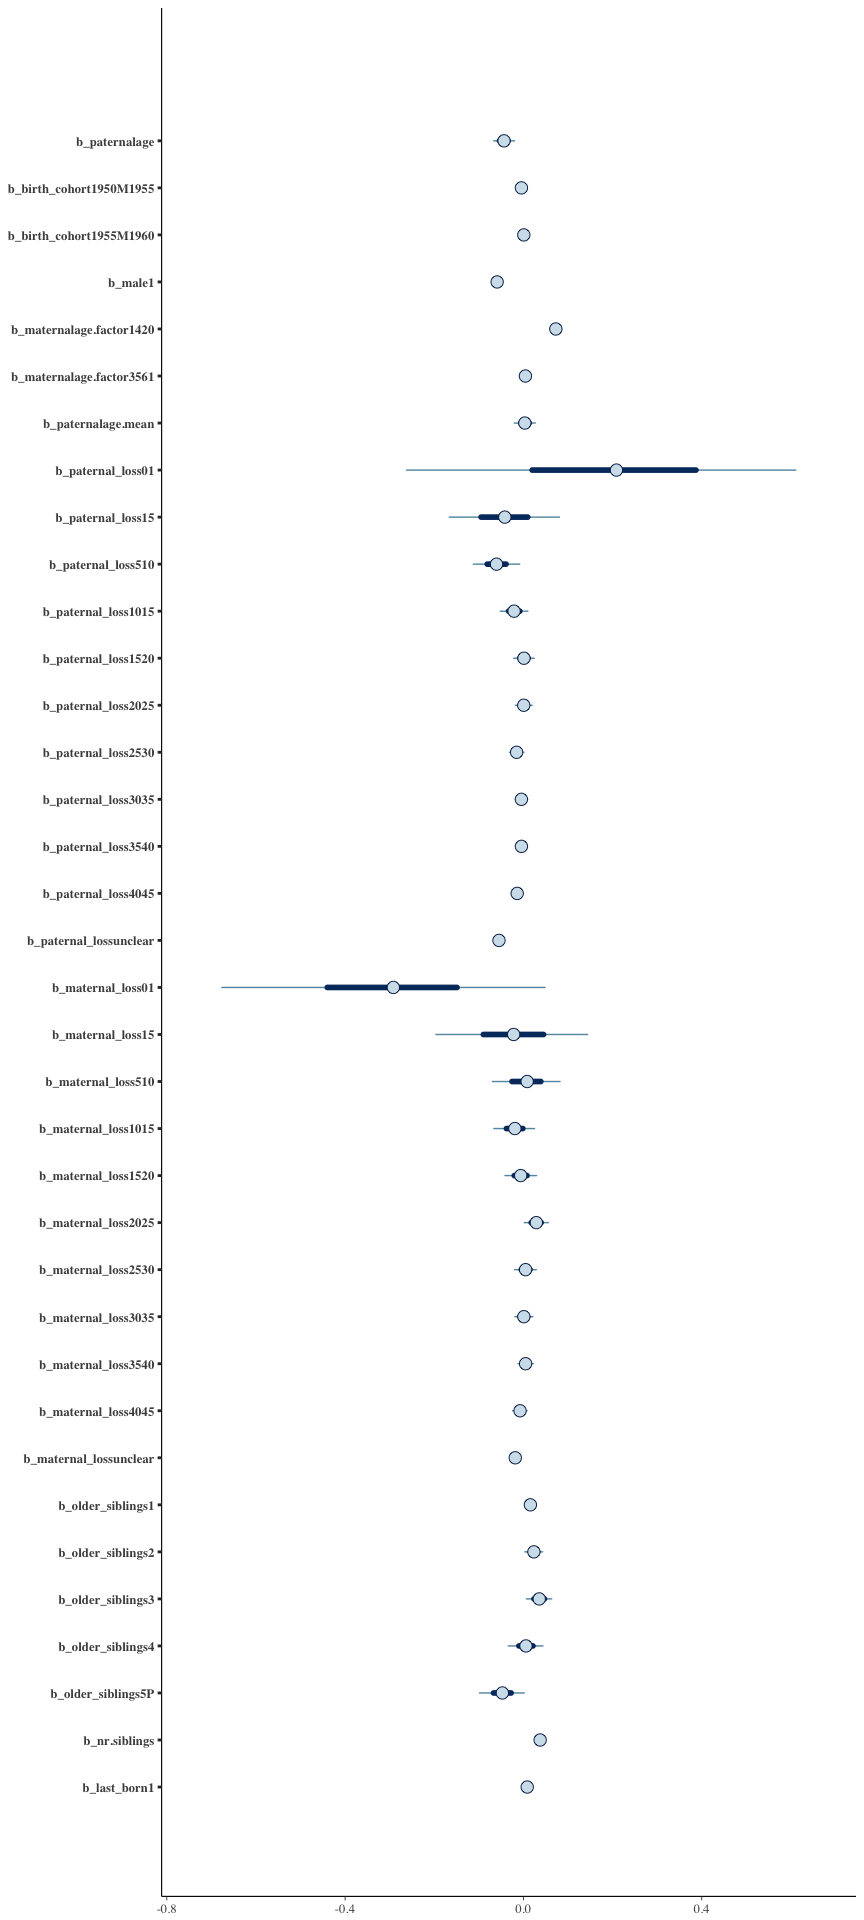 b_paternalage
b_birth_cohort1950M1955
b_birth_cohort1955M1960
b_male1
b_maternalage.factor1420
b_maternalage.factor3561
b_paternalage.mean
b_paternal_loss01
b_paternal_loss15
b_paternal_loss510
b_paternal_loss1015
b_paternal_loss1520
b_paternal_loss2025
b_paternal_loss2530
b_paternal_loss3035
b_paternal_loss3540
b_paternal_loss4045
b_paternal_lossunclear
b_maternal_loss01
b_maternal_loss15
b_maternal_loss510
b_maternal_loss1015
b_maternal_loss1520
b_maternal_loss2025
b_maternal_loss2530
b_maternal_loss3035
b_maternal_loss3540
b_maternal_loss4045
b_maternal_lossunclear
b_older_siblings1
b_older_siblings2
b_older_siblings3
b_older_siblings4
b_older_siblings5P
b_nr.siblings
b_last_born1
-0.8 -0.4 0.0 0.4